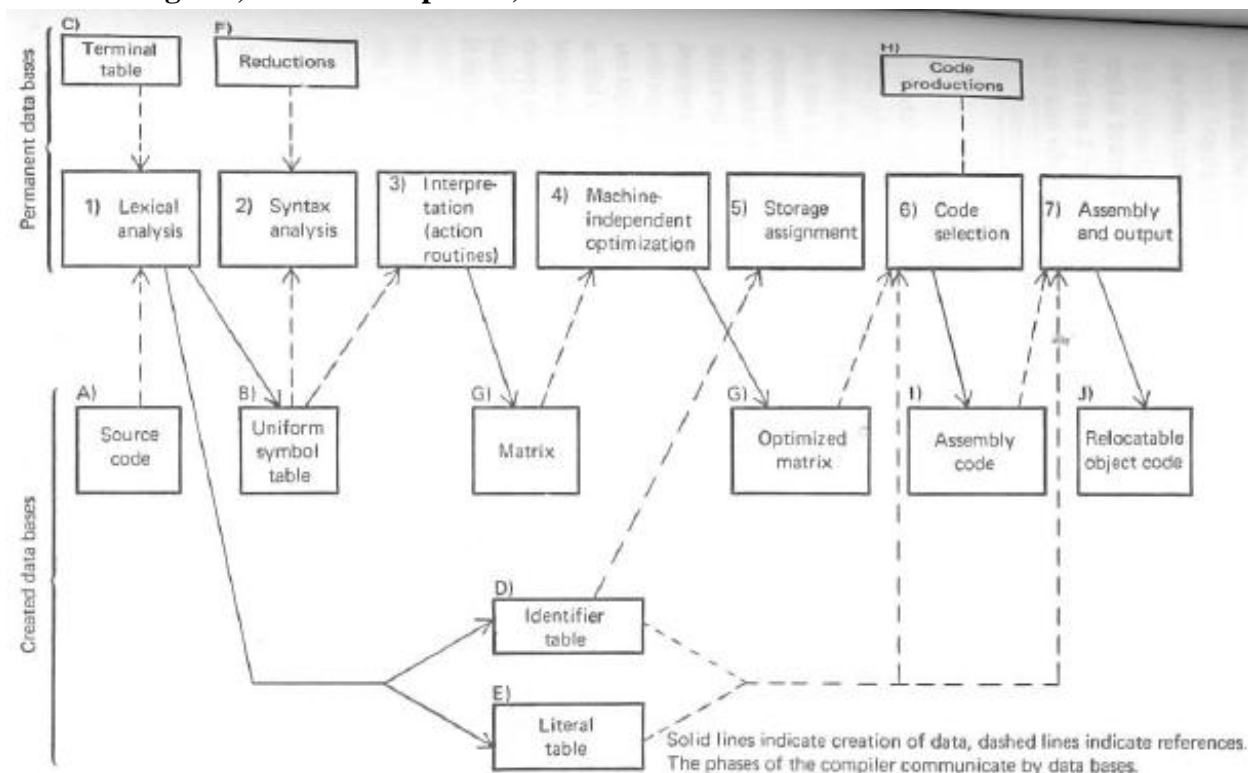 C)
Terminal
table
F)
Reductions
H)
Code
productions
Permanent data bases
1) Lexical
analysis
2) Syntax
analysis
3) Interpre-
tation
(action
routines)
4) Machine-
independent
optimization
5) Storage
assignment
6) Code
selection
7) Assembly
and output
Created data bases
A)
Source
code
B)
Uniform
symbol
table
G)
Matrix
G)
Optimized
matrix
I)
Assembly
code
J)
Relocatable
object code
D)
Identifier
table
E)
Literal
table
Solid lines indicate creation of data, dashed lines indicate references.
The phases of the compiler communicate by data bases.